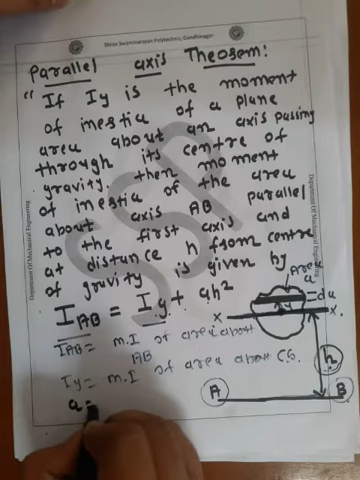 Shree Swaminarayan Polytechnic, Gandhinagar
Parallel axis Theorem:
"If Iy is the moment
of inertia of a plane
area about an axis passing
through its centre of
gravity. then moment
of inertia of the area
about axis AB parallel
to the first axis and
at distance h from centre
of gravity is given by
IAB = Iy + ah²
IAB = m.I of area about
AB
Iy = m.I of area about C.G.
a =
Area
a
da
y
X X
h
A B
Department Of Mechanical Engineering
Department Of Mechanical Engineering
SSP